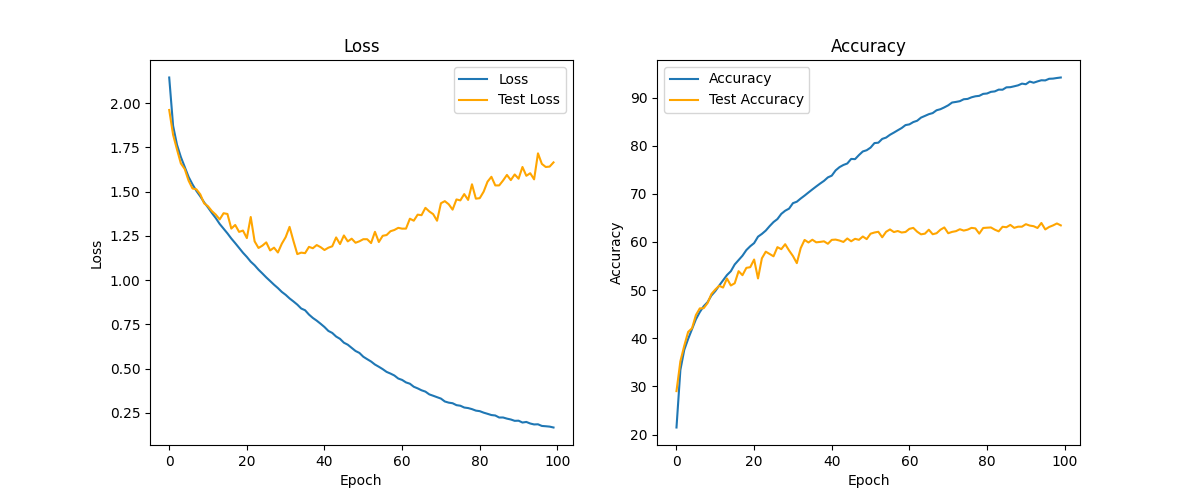 Loss
Loss
Test Loss
2.00
1.75
1.50
1.25
1.00
0.75
0.50
0.25
Loss
0 20 40 60 80 100
Epoch
Accuracy
Accuracy
Test Accuracy
90
80
70
60
50
40
30
20
Accuracy
0 20 40 60 80 100
Epoch